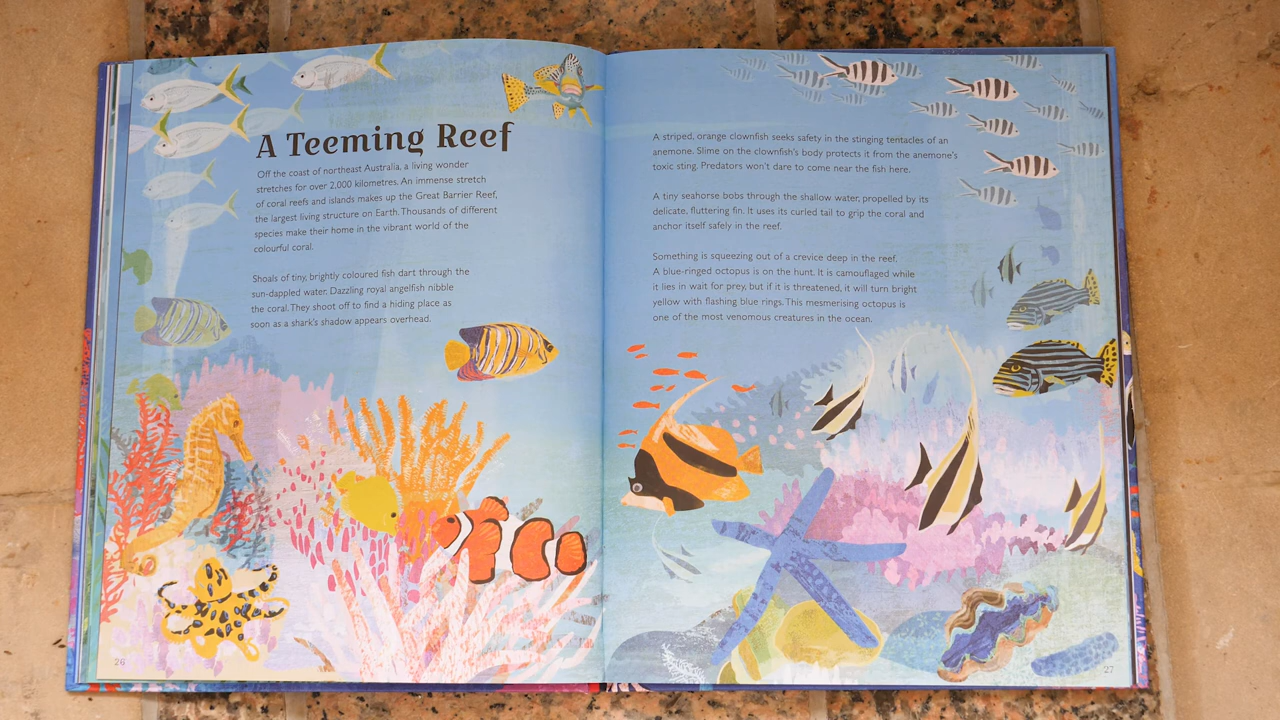 A Teeming Reef
Off the coast of northeast Australia, a living wonder
stretches for over 2,000 kilometres. An immense stretch
of coral reefs and islands makes up the Great Barrier Reef,
the largest living structure on Earth. Thousands of different
species make their home in the vibrant world of the
colourful coral.
Shoals of tiny, brightly coloured fish dart through the
sun-dappled water. Dazzling royal angelfish nibble
the coral. They shoot off to find a hiding place as
soon as a shark's shadow appears overhead.
26
A striped, orange clownfish seeks safety in the stinging tentacles of an
anemone. Slime on the clownfish's body protects it from the anemone's
toxic sting. Predators won't dare to come near the fish here.
A tiny seahorse bobs through the shallow water, propelled by its
delicate, fluttering fin. It uses its curled tail to grip the coral and
anchor itself safely in the reef.
Something is squeezing out of a crevice deep in the reef.
A blue-ringed octopus is on the hunt. It is camouflaged while
it lies in wait for prey, but if it is threatened, it will turn bright
yellow with flashing blue rings. This mesmerising octopus is
one of the most venomous creatures in the ocean.
27